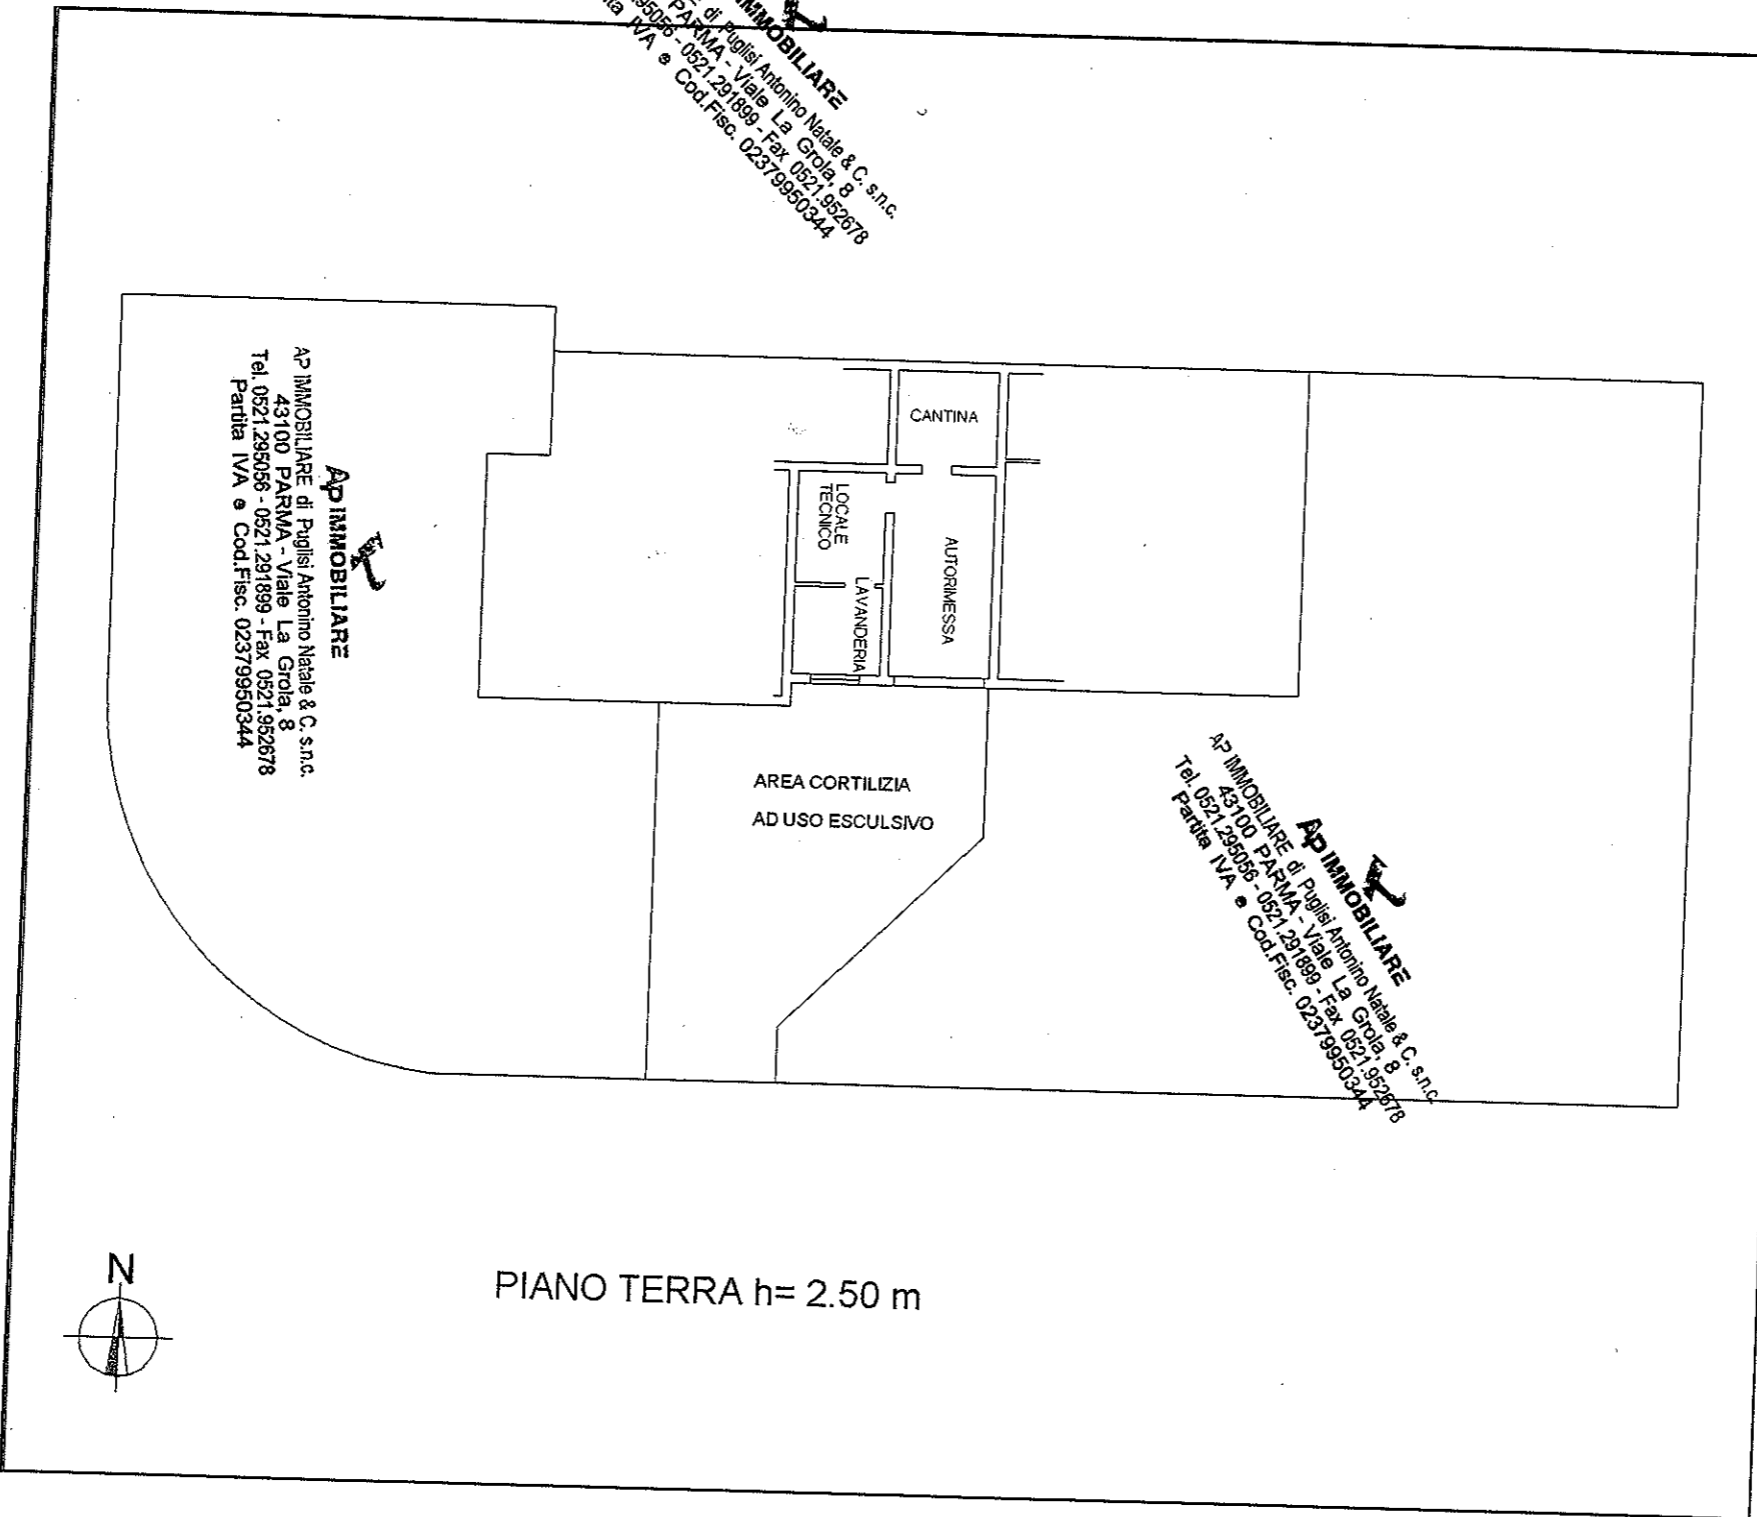 IMMOBILIARE
di Puglisi Antonino Natale & C. s.n.c.
PARMA - Viale La Grola, 8
95056 - 0521.291899 - Fax 0521.952678
ita IVA e Cod.Fisc. 02379950344
Ap IMMOBILIARE
AP IMMOBILIARE di Puglisi Antonino Natale & C. s.n.c.
43100 PARMA - Viale La Grola, 8
Tel. 0521.295056 - 0521.291899 - Fax 0521.952678
Partita IVA e Cod.Fisc. 02379950344
CANTINA
LOCALE
TECNICO
AUTORIMESSA
LAVANDERIA
AREA CORTILIZIA
AD USO ESCULSIVO
Ap IMMOBILIARE
AP IMMOBILIARE di Puglisi Antonino Natale & C. s.n.c.
43100 PARMA - Viale La Grola, 8
Tel. 0521.295056 - 0521.291899 - Fax 0521.952678
Partita IVA e Cod.Fisc. 02379950344
N
PIANO TERRA h= 2.50 m